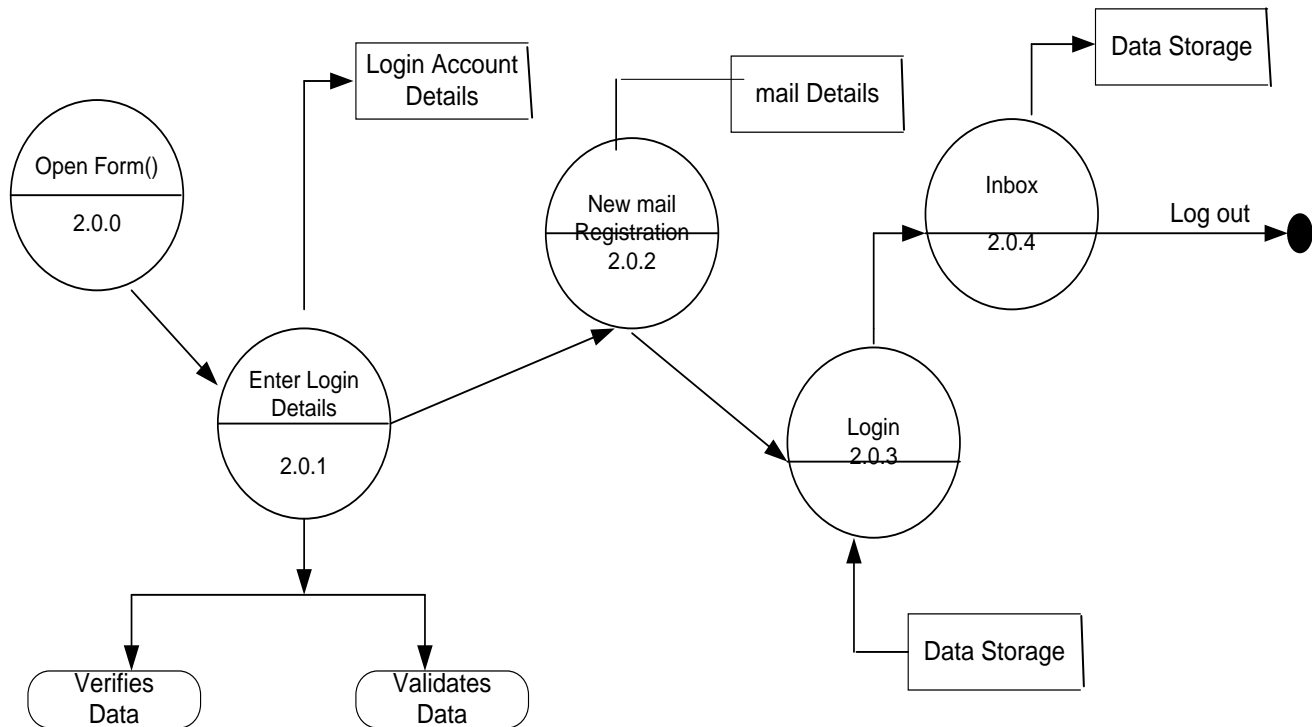 Login Account
Details
mail Details
Data Storage
Open Form()
2.0.0
New mail
Registration
2.0.2
Inbox
2.0.4
Log out
Enter Login
Details
2.0.1
Login
2.0.3
Verifies
Data
Validates
Data
Data Storage